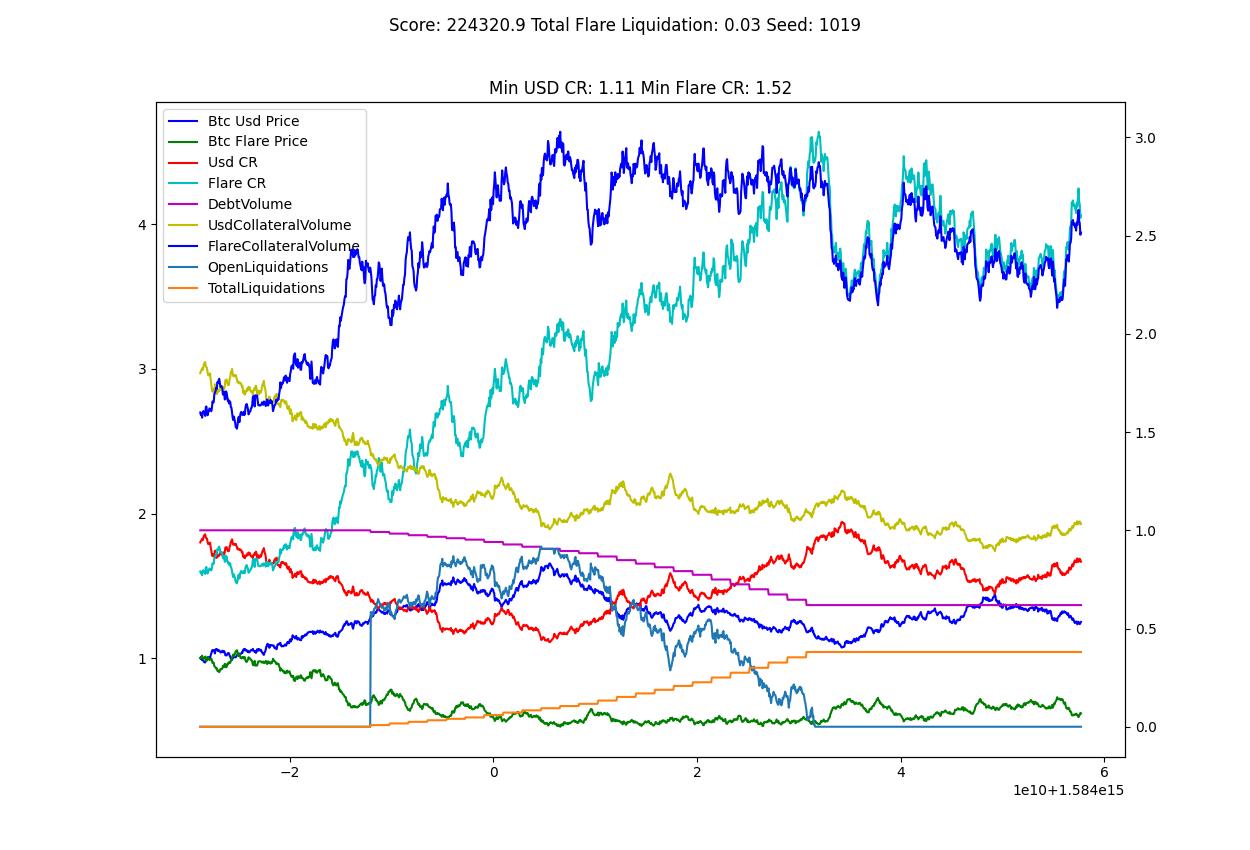 Score: 224320.9 Total Flare Liquidation: 0.03 Seed: 1019
Min USD CR: 1.11 Min Flare CR: 1.52
Btc Usd Price
Btc Flare Price
Usd CR
Flare CR
DebtVolume
UsdCollateralVolume
FlareCollateralVolume
OpenLiquidations
TotalLiquidations
4
3
2
1
3.0
2.5
2.0
1.5
1.0
0.5
0.0
−2 0 2 4 6
1e10+1.584e15